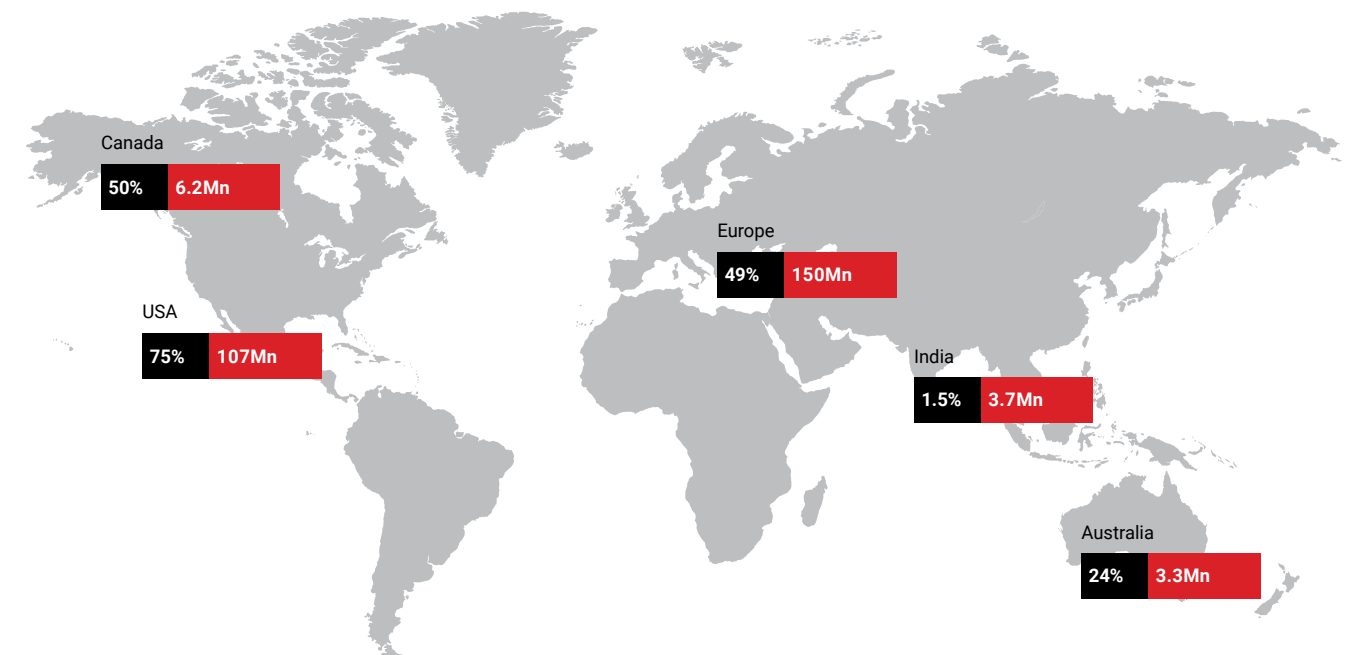 Canada
50% 6.2Mn
Europe
49% 150Mn
USA
75% 107Mn
India
1.5% 3.7Mn
Australia
24% 3.3Mn